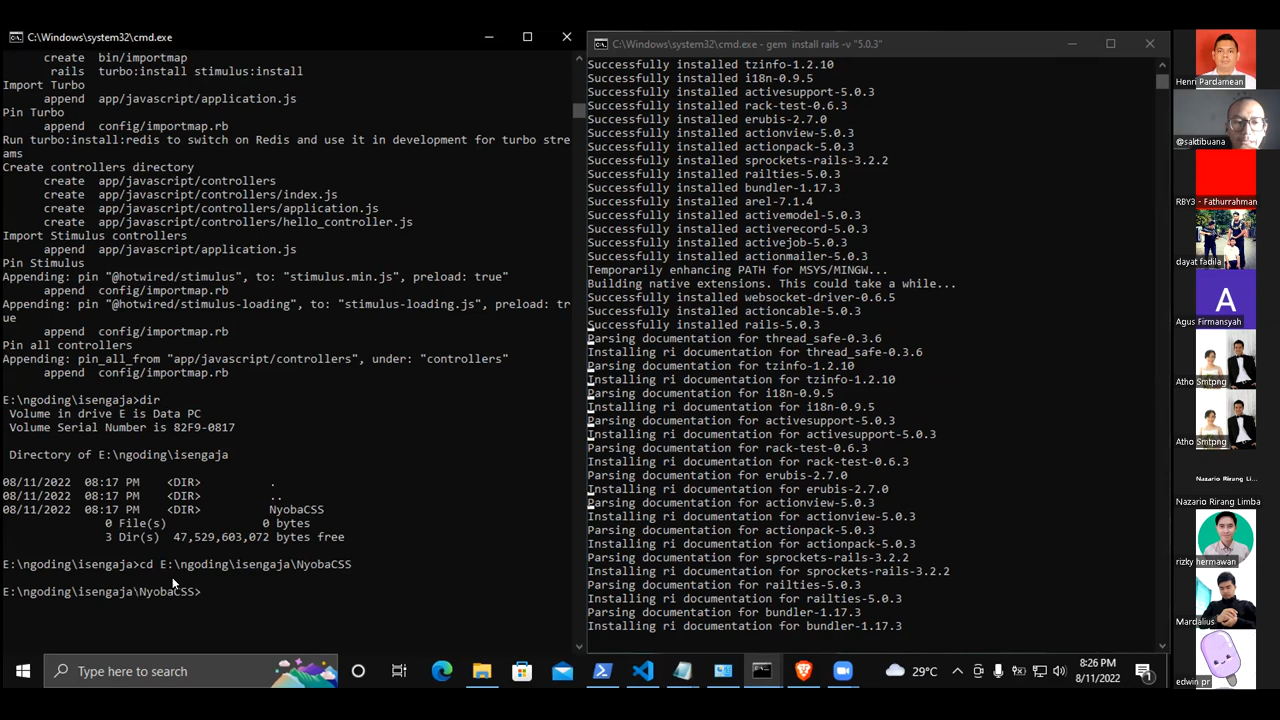 C:\Windows\system32\cmd.exe
create bin/importmap
rails turbo:install stimulus:install
Import Turbo
append app/javascript/application.js
Pin Turbo
append config/importmap.rb
Run turbo:install:redis to switch on Redis and use it in development for turbo stre
ams
Create controllers directory
create app/javascript/controllers
create app/javascript/controllers/index.js
create app/javascript/controllers/application.js
create app/javascript/controllers/hello_controller.js
Import Stimulus controllers
append app/javascript/application.js
Pin Stimulus
Appending: pin "@hotwired/stimulus", to: "stimulus.min.js", preload: true"
append config/importmap.rb
Appending: pin "@hotwired/stimulus-loading", to: "stimulus-loading.js", preload: tr
ue
append config/importmap.rb
Pin all controllers
Appending: pin_all_from "app/javascript/controllers", under: "controllers"
append config/importmap.rb
E:\ngoding\isengaja>dir
Volume in drive E is Data PC
Volume Serial Number is 82F9-0817
Directory of E:\ngoding\isengaja
08/11/2022 08:17 PM <DIR> .
08/11/2022 08:17 PM <DIR> ..
08/11/2022 08:17 PM <DIR> NyobaCSS
0 File(s) 0 bytes
3 Dir(s) 47,529,603,072 bytes free
E:\ngoding\isengaja>cd E:\ngoding\isengaja\NyobaCSS
E:\ngoding\isengaja\NyobaCSS>
C:\Windows\system32\cmd.exe - gem install rails -v "5.0.3"
Successfully installed tzinfo-1.2.10
Successfully installed i18n-0.9.5
Successfully installed activesupport-5.0.3
Successfully installed rack-test-0.6.3
Successfully installed erubis-2.7.0
Successfully installed actionview-5.0.3
Successfully installed actionpack-5.0.3
Successfully installed sprockets-rails-3.2.2
Successfully installed railties-5.0.3
Successfully installed bundler-1.17.3
Successfully installed arel-7.1.4
Successfully installed activemodel-5.0.3
Successfully installed activerecord-5.0.3
Successfully installed activejob-5.0.3
Successfully installed actionmailer-5.0.3
Temporarily enhancing PATH for MSYS/MINGW...
Building native extensions. This could take a while...
Successfully installed websocket-driver-0.6.5
Successfully installed actioncable-5.0.3
Successfully installed rails-5.0.3
Parsing documentation for thread_safe-0.3.6
Installing ri documentation for thread_safe-0.3.6
Parsing documentation for tzinfo-1.2.10
Installing ri documentation for tzinfo-1.2.10
Parsing documentation for i18n-0.9.5
Installing ri documentation for i18n-0.9.5
Parsing documentation for activesupport-5.0.3
Installing ri documentation for activesupport-5.0.3
Parsing documentation for rack-test-0.6.3
Installing ri documentation for rack-test-0.6.3
Parsing documentation for erubis-2.7.0
Installing ri documentation for erubis-2.7.0
Parsing documentation for actionview-5.0.3
Installing ri documentation for actionview-5.0.3
Parsing documentation for actionpack-5.0.3
Installing ri documentation for actionpack-5.0.3
Parsing documentation for sprockets-rails-3.2.2
Installing ri documentation for sprockets-rails-3.2.2
Parsing documentation for railties-5.0.3
Installing ri documentation for railties-5.0.3
Parsing documentation for bundler-1.17.3
Installing ri documentation for bundler-1.17.3
Henri Pardamean
@saktibuana
RBY3 - Fathurrahman
dayat fadila
A
Agus Firmansyah
Atho Smtpng
Atho Smtpng
Nazario Rirang L...
Nazario Rirang Limba
rizky hermawan
Mardalius
edwin pr
Type here to search
29°C
8:26 PM
8/11/2022
1